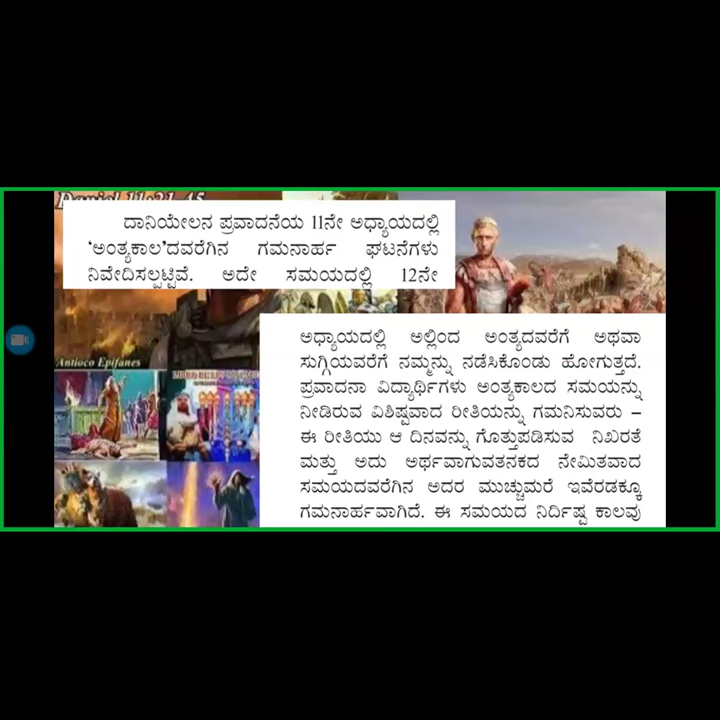 Daniel 11:21-45
ದಾನಿಯೇಲನ ಪ್ರವಾದನೆಯ 11ನೇ ಅಧ್ಯಾಯದಲ್ಲಿ
‘ಅಂತ್ಯಕಾಲ’ದವರೆಗಿನ ಗಮನಾರ್ಹ ಘಟನೆಗಳು
ನಿವೇದಿಸಲ್ಪಟ್ಟಿವೆ. ಅದೇ ಸಮಯದಲ್ಲಿ 12ನೇ
ಅಧ್ಯಾಯದಲ್ಲಿ ಅಲ್ಲಿಂದ ಅಂತ್ಯದವರೆಗೆ ಅಥವಾ
ಸುಗ್ಗಿಯವರೆಗೆ ನಮ್ಮನ್ನು ನಡೆಸಿಕೊಂಡು ಹೋಗುತ್ತದೆ.
ಪ್ರವಾದನಾ ವಿದ್ಯಾರ್ಥಿಗಳು ಅಂತ್ಯಕಾಲದ ಸಮಯನ್ನು
ನೀಡಿರುವ ವಿಶಿಷ್ಟವಾದ ರೀತಿಯನ್ನು ಗಮನಿಸುವರು –
ಈ ರೀತಿಯು ಆ ದಿನವನ್ನು ಗೊತ್ತುಪಡಿಸುವ ನಿಖರತೆ
ಮತ್ತು ಅದು ಅರ್ಥವಾಗುವತನಕದ ನೇಮಿತವಾದ
ಸಮಯದವರೆಗಿನ ಅದರ ಮುಚ್ಚುಮರೆ ಇವೆರಡಕ್ಕೂ
ಗಮನಾರ್ಹವಾಗಿದೆ. ಈ ಸಮಯದ ನಿರ್ದಿಷ್ಟ ಕಾಲವು
Antioco Epifanes